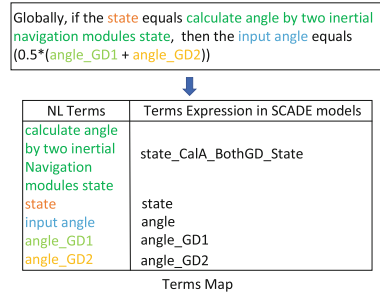 Globally, if the state equals calculate angle by two inertial
navigation modules state, then the input angle equals
(0.5*(angle_GD1 + angle_GD2))
NL Terms Terms Expression in SCADE models
calculate angle
by two inertial
Navigation
modules state
state_CalA_BothGD_State
state state
input angle angle
angle_GD1 angle_GD1
angle_GD2 angle_GD2
Terms Map